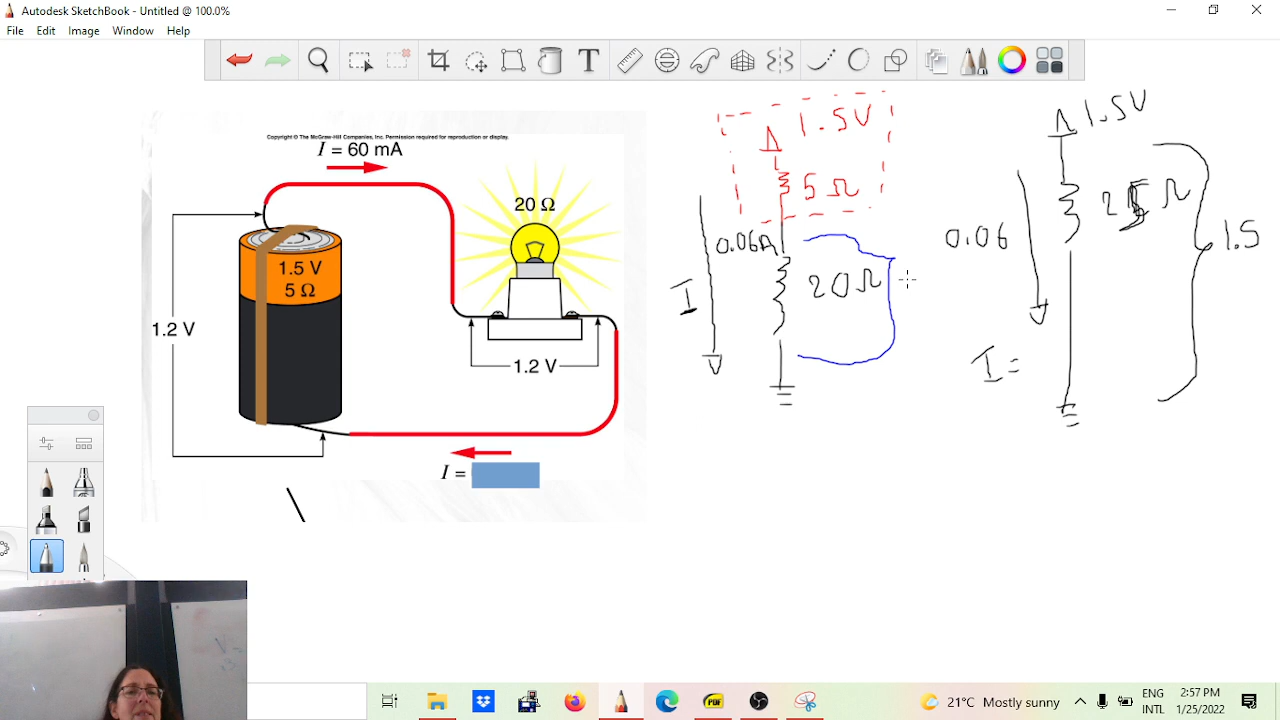 Autodesk SketchBook - Untitled @ 100.0%
File Edit Image Window Help
T
Copyright © The McGraw-Hill Companies, Inc. Permission required for reproduction or display.
I = 60 mA
20 Ω
1.5 V
5 Ω
1.2 V
1.2 V
I =
1.5V
5 Ω
0.06A
20 Ω
I
1.5V
25 Ω
0.06
1.5
I =
PDF
21°C Mostly sunny
ENG
INTL
2:57 PM
1/25/2022